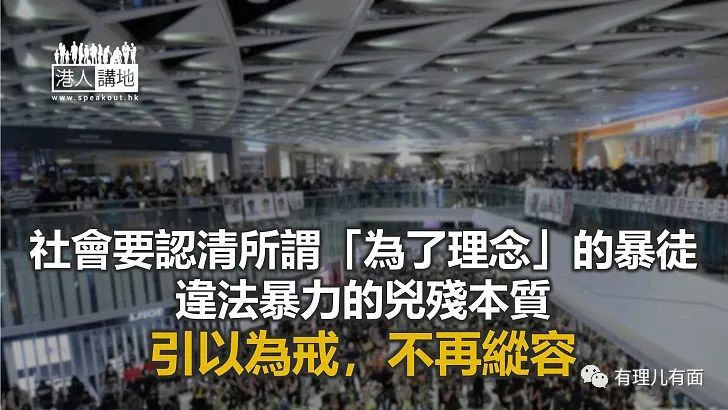 港人講地
www.speakout.hk
社會要認清所謂「為了理念」的暴徒
違法暴力的兇殘本質
引以為戒，不再縱容
有理儿有面